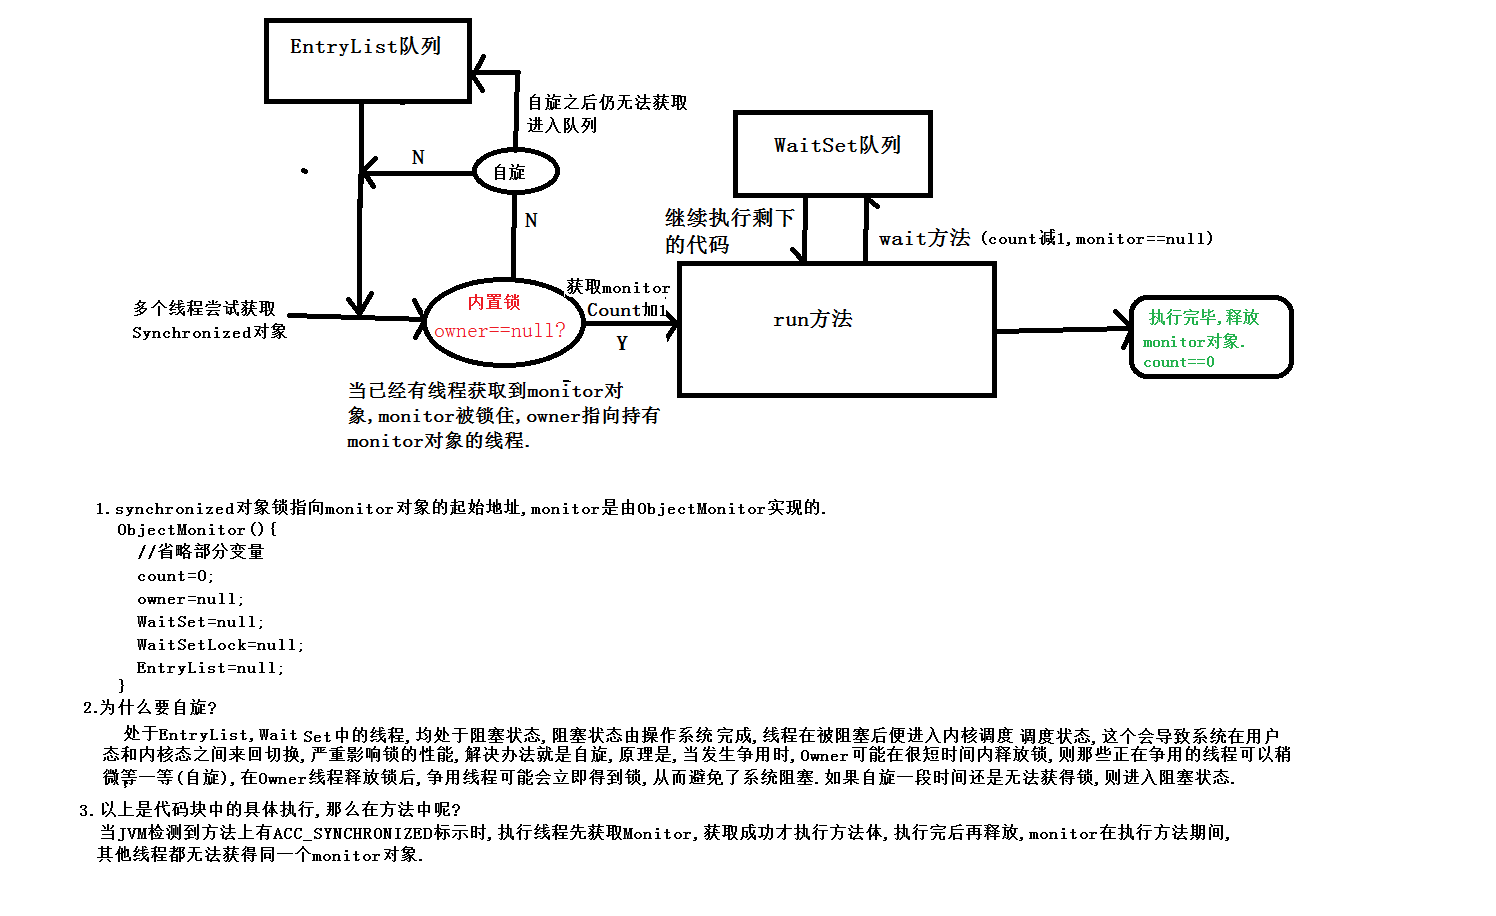 EntryList队列
自旋之后仍无法获取
进入队列
N
自旋
N
WaitSet队列
继续执行剩下
的代码
wait方法 (count减1,monitor==null)
多个线程尝试获取
Synchronized对象
内置锁
owner==null?
获取monitor
Count加1
Y
run方法
执行完毕,释放
monitor对象.
count==0
当已经有线程获取到monitor对
象,monitor被锁住,owner指向持有
monitor对象的线程.
1.synchronized对象锁指向monitor对象的起始地址,monitor是由ObjectMonitor实现的.
ObjectMonitor(){
//省略部分变量
count=0;
owner=null;
WaitSet=null;
WaitSetLock=null;
EntryList=null;
}
2.为什么要自旋?
处于EntryList,Wait Set中的线程,均处于阻塞状态,阻塞状态由操作系统 完成,线程在被阻塞后便进入内核调度 调度状态,这个会导致系统在用户
态和内核态之间来回切换,严重影响锁的性能,解决办法就是自旋,原理是,当发生争用时,Owner可能在很短时间内释放锁,则那些正在争用的线程可以稍
微等一等(自旋),在Owner线程释放锁后,争用线程可能会立即得到锁,从而避免了系统阻塞.如果自旋一段时间还是无法获得锁,则进入阻塞状态.
3.以上是代码块中的具体执行,那么在方法中呢?
当JVM检测到方法上有ACC_SYNCHRONIZED标示时,执行线程先获取Monitor,获取成功才执行方法体,执行完后再释放,monitor在执行方法期间,
其他线程都无法获得同一个monitor对象.